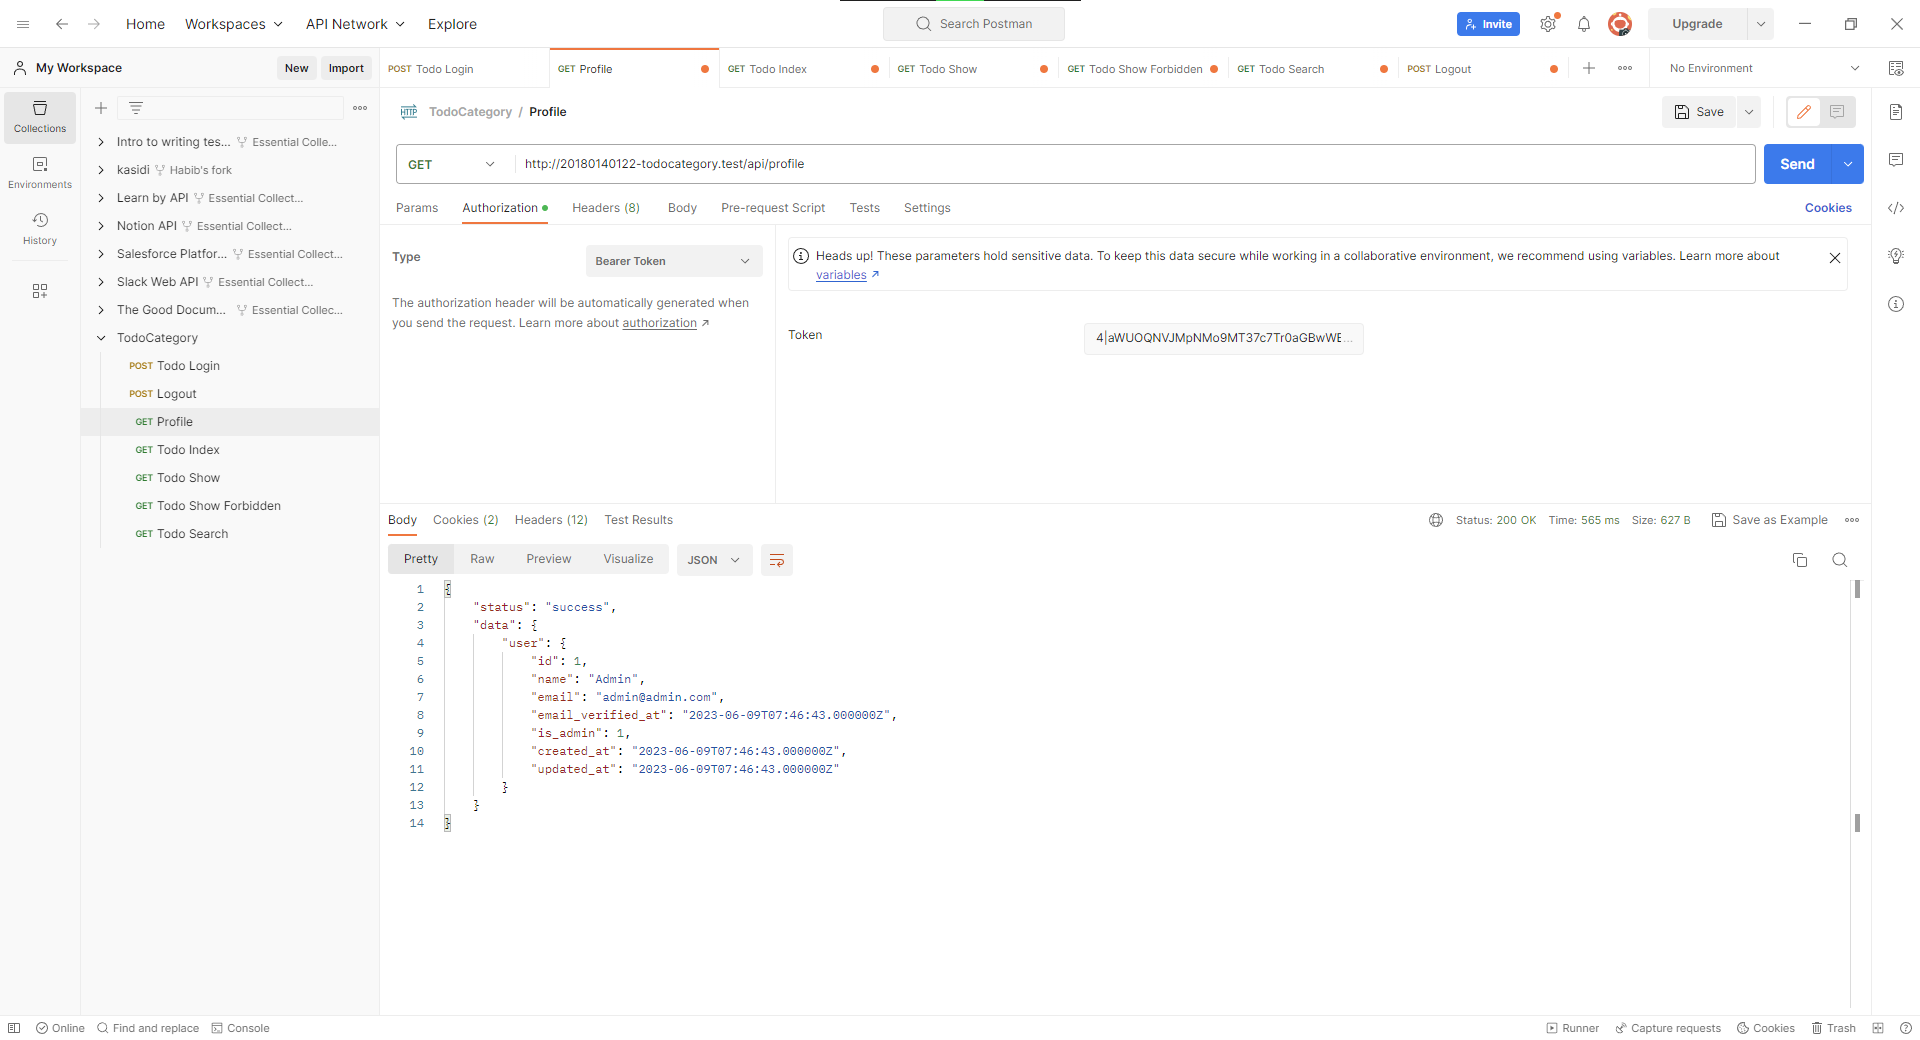 Home
Workspaces
API Network
Explore
Search Postman
Invite
Upgrade
My Workspace
New
Import
POST Todo Login
GET Profile
GET Todo Index
GET Todo Show
GET Todo Show Forbidden
GET Todo Search
POST Logout
No Environment
Collections
Environments
History
Intro to writing tes... Essential Colle...
kasidi Habib's fork
Learn by API Essential Collect...
Notion API Essential Collect...
Salesforce Platfor... Essential Collect...
Slack Web API Essential Collect...
The Good Docum... Essential Collec...
TodoCategory
POST Todo Login
POST Logout
GET Profile
GET Todo Index
GET Todo Show
GET Todo Show Forbidden
GET Todo Search
HTTP TodoCategory / Profile
Save
GET http://20180140122-todocategory.test/api/profile
Send
Params
Authorization
Headers (8)
Body
Pre-request Script
Tests
Settings
Cookies
Type
Bearer Token
The authorization header will be automatically generated when
you send the request. Learn more about authorization ↗
Heads up! These parameters hold sensitive data. To keep this data secure while working in a collaborative environment, we recommend using variables. Learn more about
variables ↗
Token
4|aWUOQNVJMpNMo9MT37c7Tr0aGBwWE...
Body
Cookies (2)
Headers (12)
Test Results
Status: 200 OK
Time: 565 ms
Size: 627 B
Save as Example
Pretty
Raw
Preview
Visualize
JSON
1 {
2 "status": "success",
3 "data": {
4 "user": {
5 "id": 1,
6 "name": "Admin",
7 "email": "admin@admin.com",
8 "email_verified_at": "2023-06-09T07:46:43.000000Z",
9 "is_admin": 1,
10 "created_at": "2023-06-09T07:46:43.000000Z",
11 "updated_at": "2023-06-09T07:46:43.000000Z"
12 }
13 }
14 }
Online
Find and replace
Console
Runner
Capture requests
Cookies
Trash